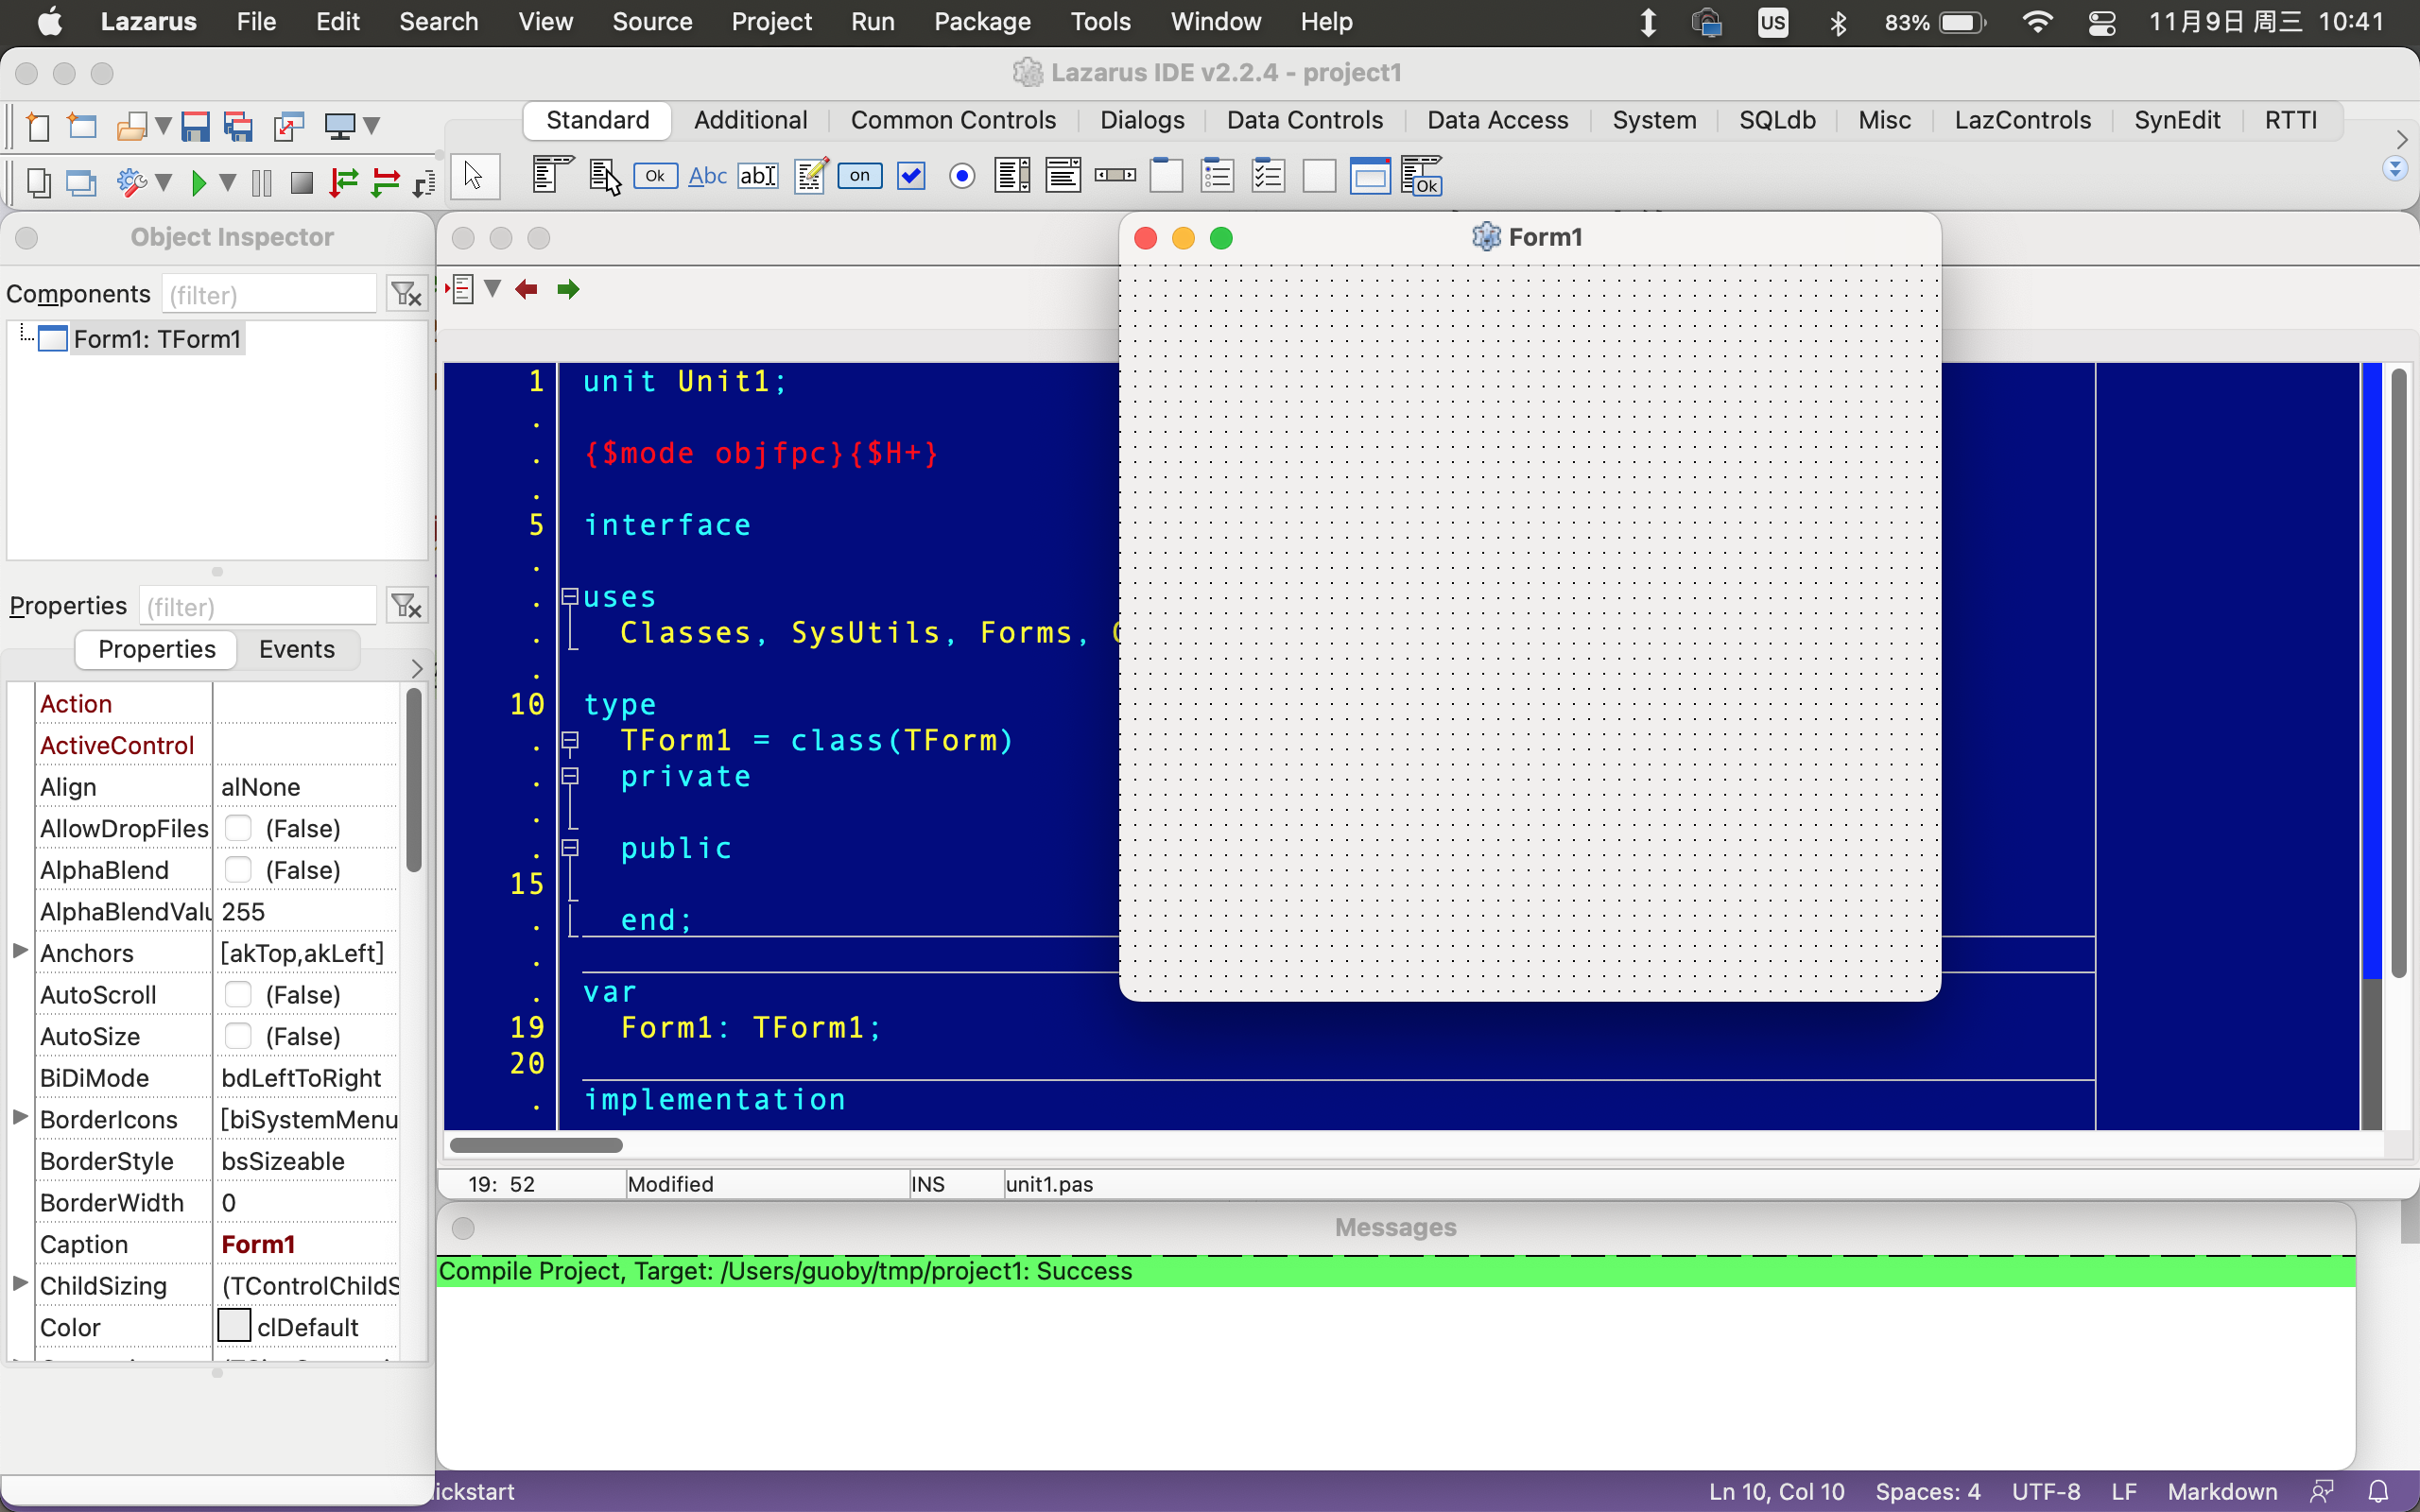 Lazarus File Edit Search View Source Project Run Package Tools Window Help US 83% 11月9日 周三 10:41
Lazarus IDE v2.2.4 - project1
Standard Additional Common Controls Dialogs Data Controls Data Access System SQLdb Misc LazControls SynEdit RTTI
Ok Abc ab on Ok
Object Inspector
Form1
Components (filter)
Form1: TForm1
Properties (filter)
Properties Events
Action
ActiveControl
Align alNone
AllowDropFiles (False)
AlphaBlend (False)
AlphaBlendValu 255
Anchors [akTop,akLeft]
AutoScroll (False)
AutoSize (False)
BiDiMode bdLeftToRight
BorderIcons [biSystemMenu
BorderStyle bsSizeable
BorderWidth 0
Caption Form1
ChildSizing (TControlChildS
Color clDefault
1 unit Unit1;
{$mode objfpc}{$H+}
5 interface
uses
Classes, SysUtils, Forms,
10 type
TForm1 = class(TForm)
private
public
15
end;
var
19 Form1: TForm1;
20
implementation
19: 52 Modified INS unit1.pas
Messages
Compile Project, Target: /Users/guoby/tmp/project1: Success
ickstart Ln 10, Col 10 Spaces: 4 UTF-8 LF Markdown